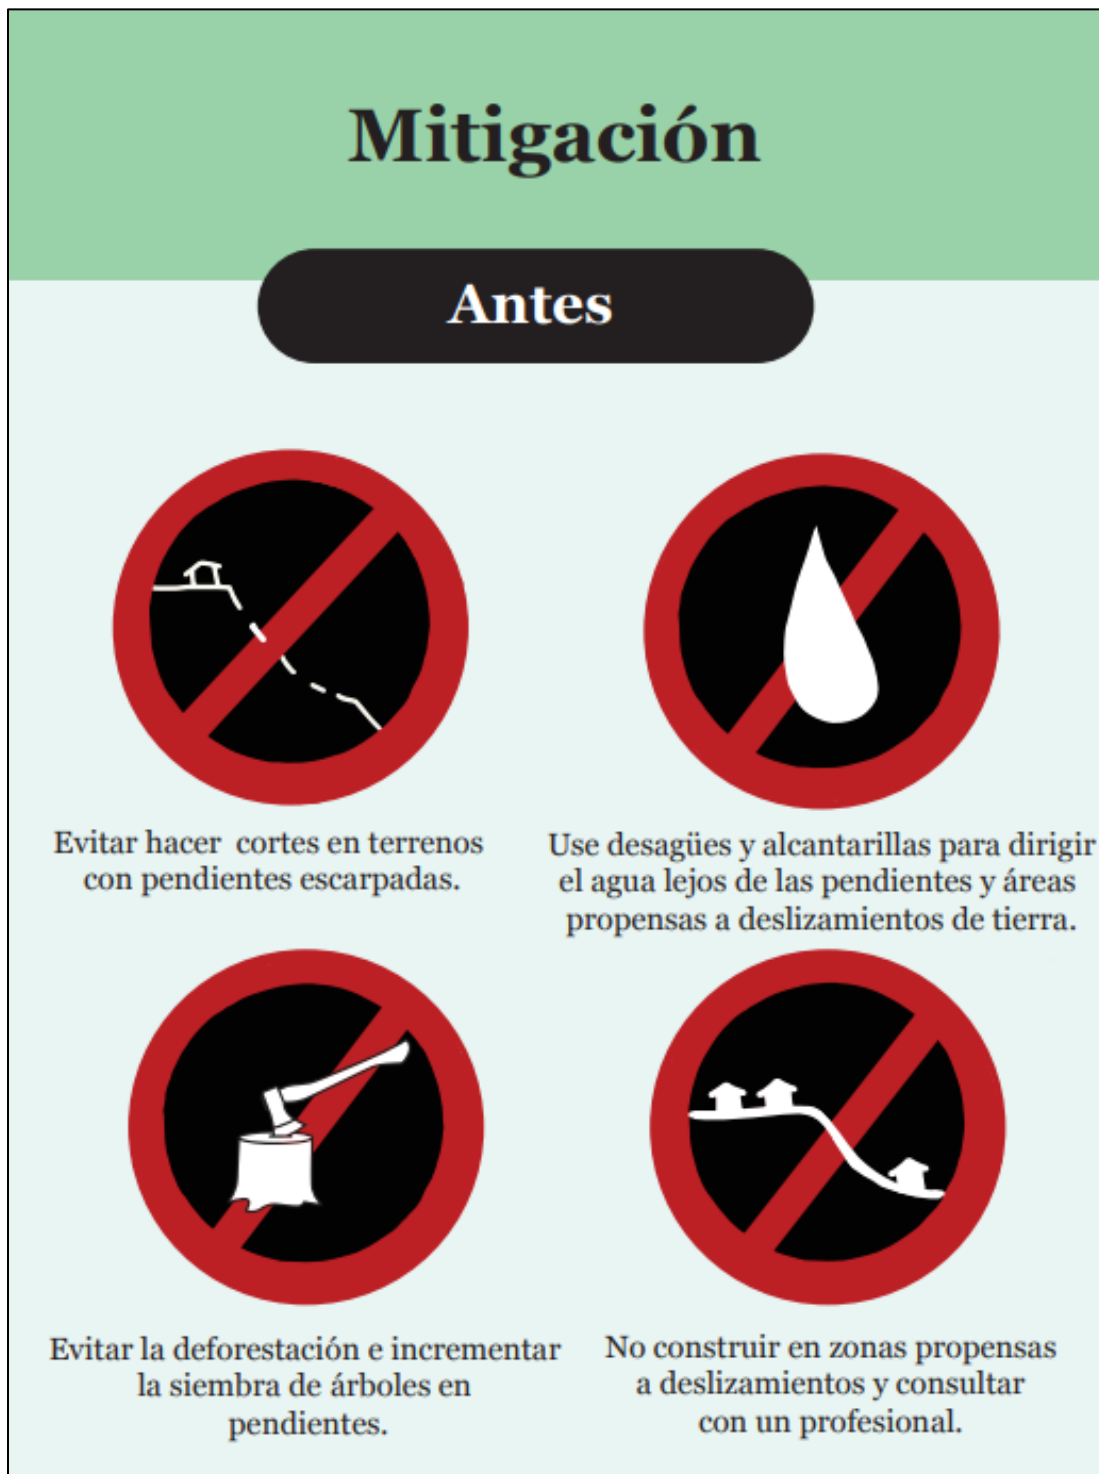 Mitigación
Antes
Evitar hacer cortes en terrenos
con pendientes escarpadas.
Use desagües y alcantarillas para dirigir
el agua lejos de las pendientes y áreas
propensas a deslizamientos de tierra.
Evitar la deforestación e incrementar
la siembra de árboles en
pendientes.
No construir en zonas propensas
a deslizamientos y consultar
con un profesional.